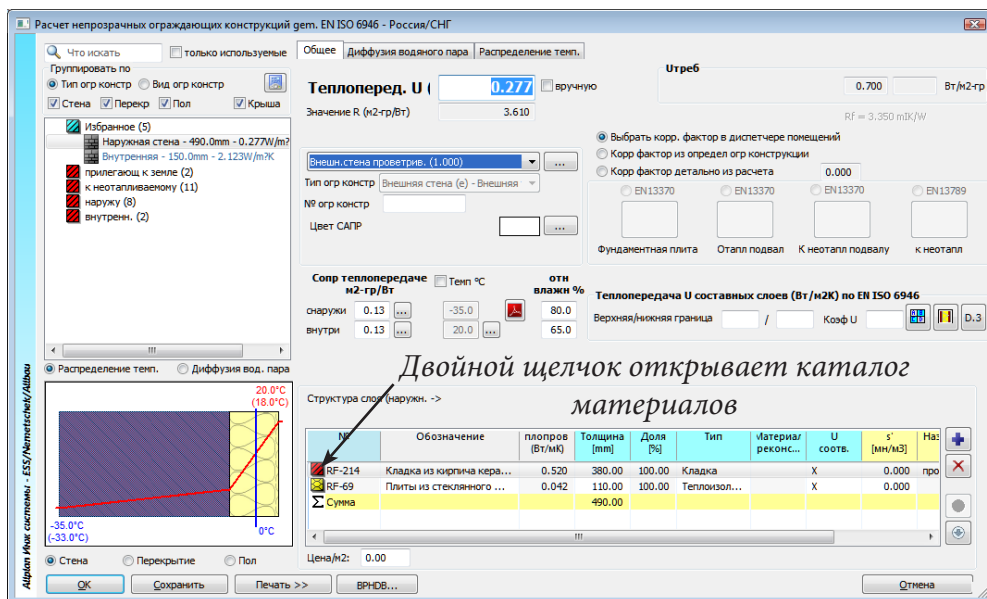 Расчет непрозрачных ограждающих конструкций gem. EN ISO 6946 - Россия/СНГ
Что искать
только используемые
Группировать по
Тип огр констр
Вид огр констр
Стена
Перекр
Пол
Крыша
Избранное (5)
Наружная стена - 490.0mm - 0.277W/m?
Внутренняя - 150.0mm - 2.123W/m?K
прилегающ к земле (2)
к неотапливаемому (11)
наружу (8)
внутренн. (2)
Распределение темп.
Диффузия вод. пара
20.0°C
(18.0°C)
-35.0°C
(-33.0°C)
0°C
Стена
Перекрытие
Пол
Allplan Инж системы - ESS/Nemetschek/Allbau
Общее
Диффузия водяного пара
Распределение темп.
Теплоперед. U (
0.277
вручную
Значение R (м2-гр/Вт)
3.610
Uтреб
0.700
Вт/м2-гр
Rf = 3.350 mIK/W
Внешн.стена проветрив. (1.000)
...
Тип огр констр
Внешняя стена (e) - Внешняя
№ огр констр
Цвет САПР
...
Выбрать корр. фактор в диспетчере помещений
Корр фактор из определ огр конструкции
Корр фактор детально из расчета
0.000
EN13370
EN13370
EN13370
EN13789
Фундаментная плита
Отапл подвал
К неотапл подвалу
к неотапл
Сопр теплопередаче
м2-гр/Вт
Темп °C
отн
влажн %
снаружи
0.13
...
-35.0
80.0
внутри
0.13
...
20.0
...
65.0
Теплопередача U составных слоев (Вт/м2К) по EN ISO 6946
Верхняя/нижняя граница
/
Коэф U
D.3
Двойной щелчок открывает каталог
материалов
Структура слоя (наружн. ->
№
Обозначение
плопров
(Вт/мК)
Толщина
[mm]
Доля
[%]
Тип
Материал
реконс...
U
соотв.
s'
[мн/м3]
Наз
RF-214
Кладка из кирпича кера...
0.520
380.00
100.00
Кладка
X
0.000
про
RF-69
Плиты из стеклянного ...
0.042
110.00
100.00
Теплоизол...
X
0.000
Σ Сумма
490.00
Цена/м2:
0.00
OK
Сохранить
Печать >>
BPHDB...
Отмена